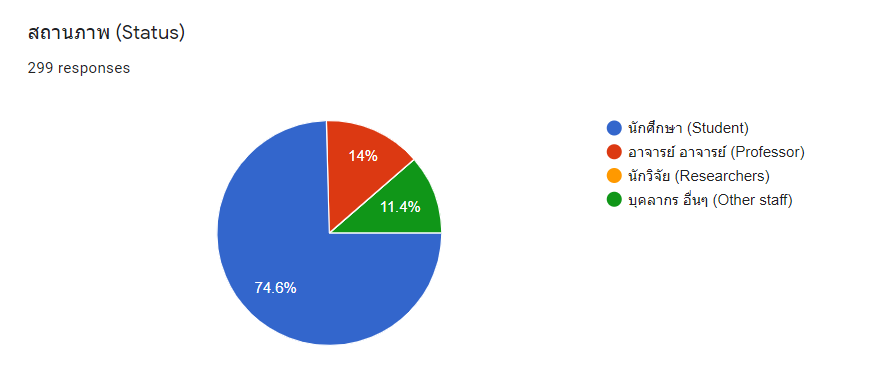 สถานภาพ (Status)
299 responses
14%
11.4%
74.6%
นักศึกษา (Student)
อาจารย์ อาจารย์ (Professor)
นักวิจัย (Researchers)
บุคลากร อื่นๆ (Other staff)